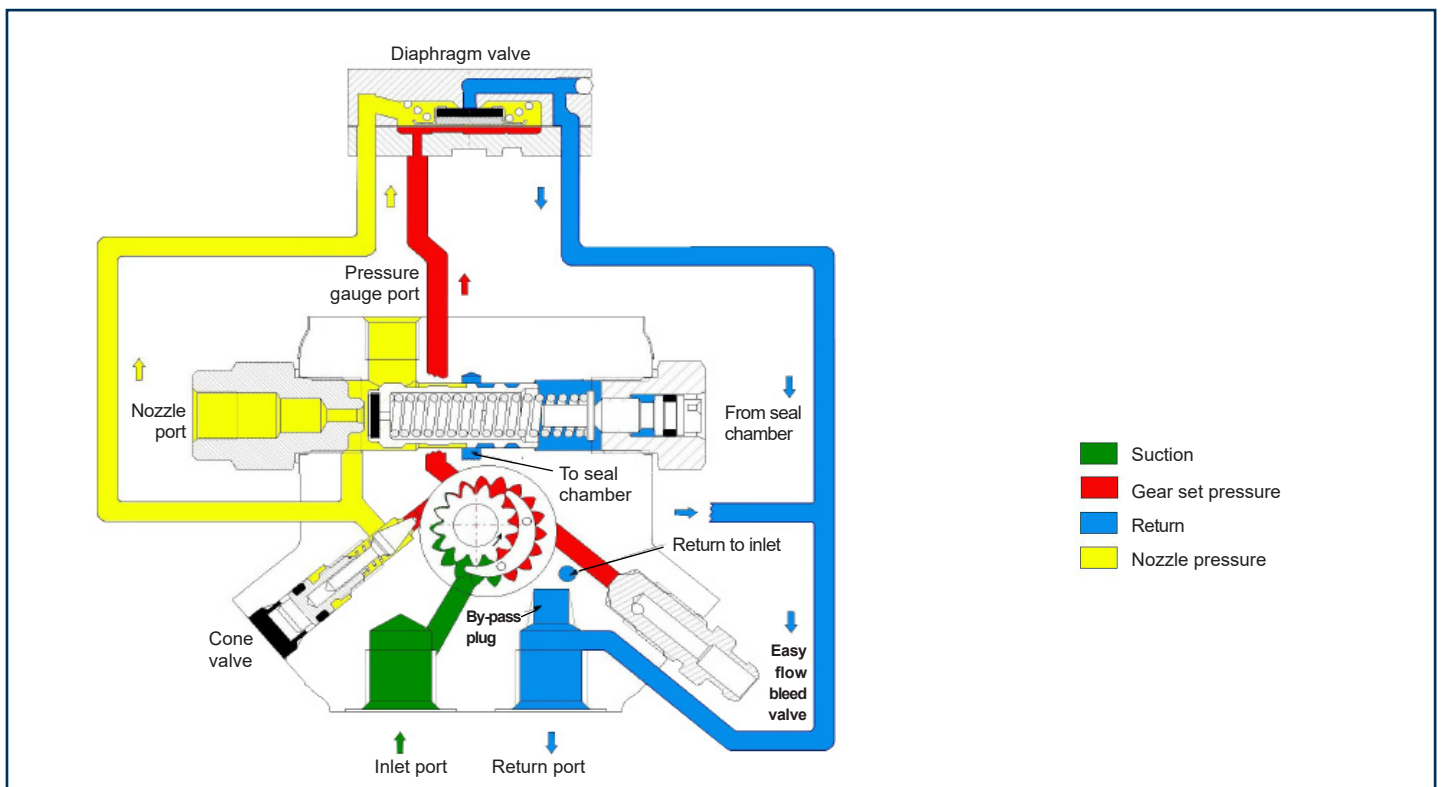 Diaphragm valve
Pressure
gauge port
Nozzle
port
From seal
chamber
To seal
chamber
Return to inlet
By-pass
plug
Cone
valve
Easy
flow
bleed
valve
Inlet port
Return port
Suction
Gear set pressure
Return
Nozzle pressure